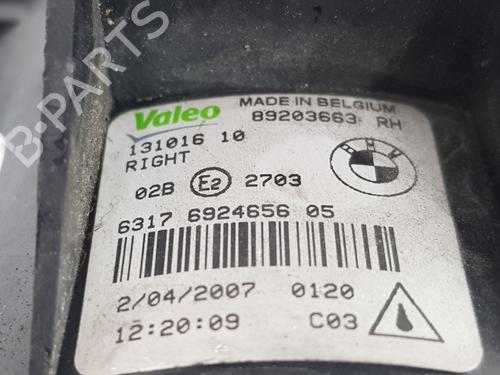 B-PARTS
Valeo MADE IN BELGIUM
89203663 RH
131016 10
RIGHT
02B E2 2703
6317 6924656 05
2/04/2007 0120
12:20:09 C03